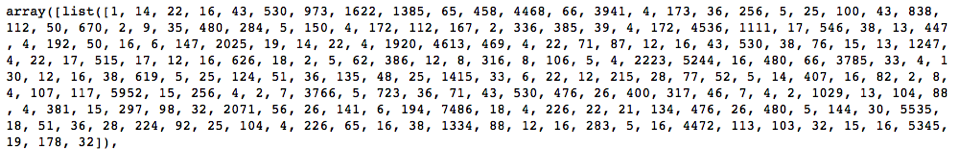 array([list([1, 14, 22, 16, 43, 530, 973, 1622, 1385, 65, 458, 4468, 66, 3941, 4, 173, 36, 256, 5, 25, 100, 43, 838,
112, 50, 670, 2, 9, 35, 480, 284, 5, 150, 4, 172, 112, 167, 2, 336, 385, 39, 4, 172, 4536, 1111, 17, 546, 38, 13, 447
, 4, 192, 50, 16, 6, 147, 2025, 19, 14, 22, 4, 1920, 4613, 469, 4, 22, 71, 87, 12, 16, 43, 530, 38, 76, 15, 13, 1247,
4, 22, 17, 515, 17, 12, 16, 626, 18, 2, 5, 62, 386, 12, 8, 316, 8, 106, 5, 4, 2223, 5244, 16, 480, 66, 3785, 33, 4, 1
30, 12, 16, 38, 619, 5, 25, 124, 51, 36, 135, 48, 25, 1415, 33, 6, 22, 12, 215, 28, 77, 52, 5, 14, 407, 16, 82, 2, 8,
4, 107, 117, 5952, 15, 256, 4, 2, 7, 3766, 5, 723, 36, 71, 43, 530, 476, 26, 400, 317, 46, 7, 4, 2, 1029, 13, 104, 88
, 4, 381, 15, 297, 98, 32, 2071, 56, 26, 141, 6, 194, 7486, 18, 4, 226, 22, 21, 134, 476, 26, 480, 5, 144, 30, 5535,
18, 51, 36, 28, 224, 92, 25, 104, 4, 226, 65, 16, 38, 1334, 88, 12, 16, 283, 5, 16, 4472, 113, 103, 32, 15, 16, 5345,
19, 178, 32]),